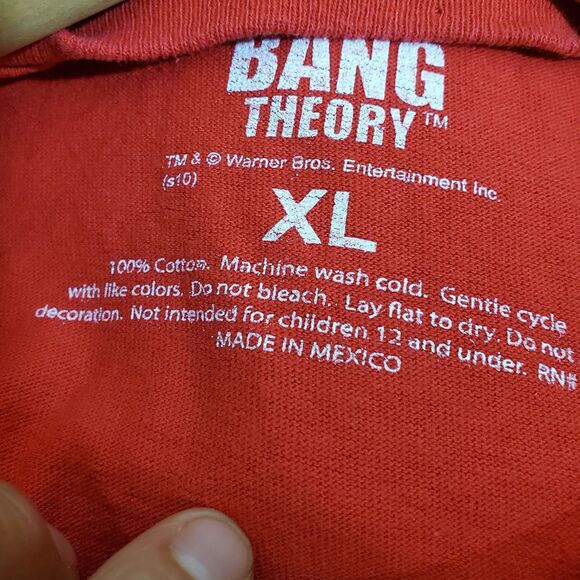 BANG
THEORY™
TM & © Warner Bros. Entertainment Inc.
(s10)
XL
100% Cotton. Machine wash cold. Gentle cycle
with like colors. Do not bleach. Lay flat to dry. Do not
decoration. Not intended for children 12 and under. RN#
MADE IN MEXICO